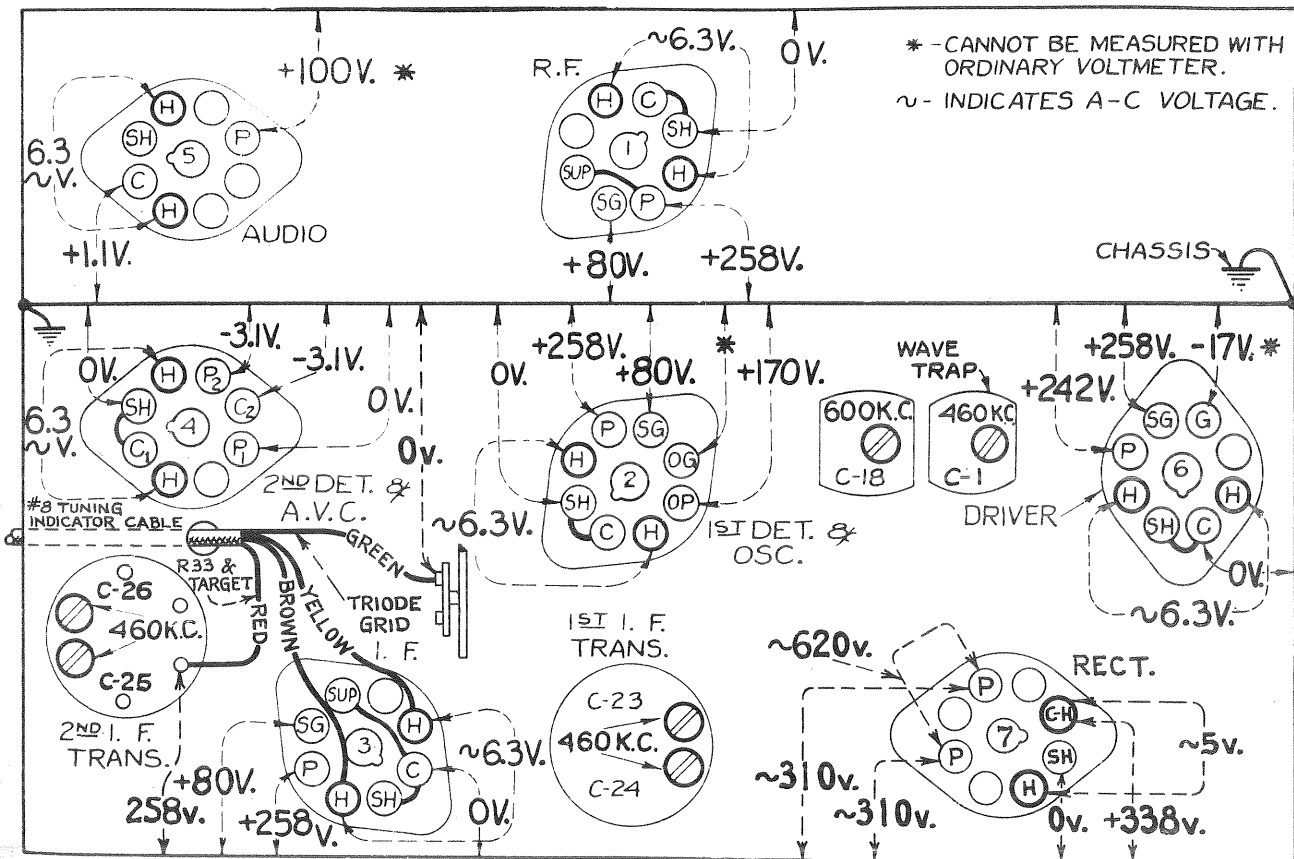 * - CANNOT BE MEASURED WITH
ORDINARY VOLTMETER.
~ - INDICATES A-C VOLTAGE.
+100V. *
H
SH
P
5
C
H
6.3
~V.
+1.1V.
AUDIO
R.F.
~6.3V.
0V.
H
C
SH
1
SUP
H
SG
P
+80V.
+258V.
CHASSIS
-3.1V.
-3.1V.
0V.
0V.
6.3
~V.
H
P2
SH
C2
4
C1
P1
H
2ND DET. &
A.V.C.
0v.
#8 TUNING
INDICATOR CABLE
R33 &
TARGET
RED
BROWN
YELLOW
GREEN
TRIODE
GRID
C-26
460K.C.
C-25
2ND I. F.
TRANS.
258v.
I. F.
SUP
SG
H
3
P
C
H
SH
+80V.
+258V.
~6.3V.
0V.
0V.
+258V.
+80V.
*
+170V.
P
SG
H
OG
2
SH
OP
C
H
~6.3V.
1ST DET. &
OSC.
1ST I. F.
TRANS.
C-23
460K.C.
C-24
WAVE
TRAP
600K.C.
C-18
460KC.
C-1
+242V.
+258V.
-17V. *
SG
G
P
6
H
H
SH
C
DRIVER
0V.
~6.3V.
RECT.
~620v.
P
C-H
7
P
SH
H
~5v.
~310v.
~310v.
0v.
+338v.